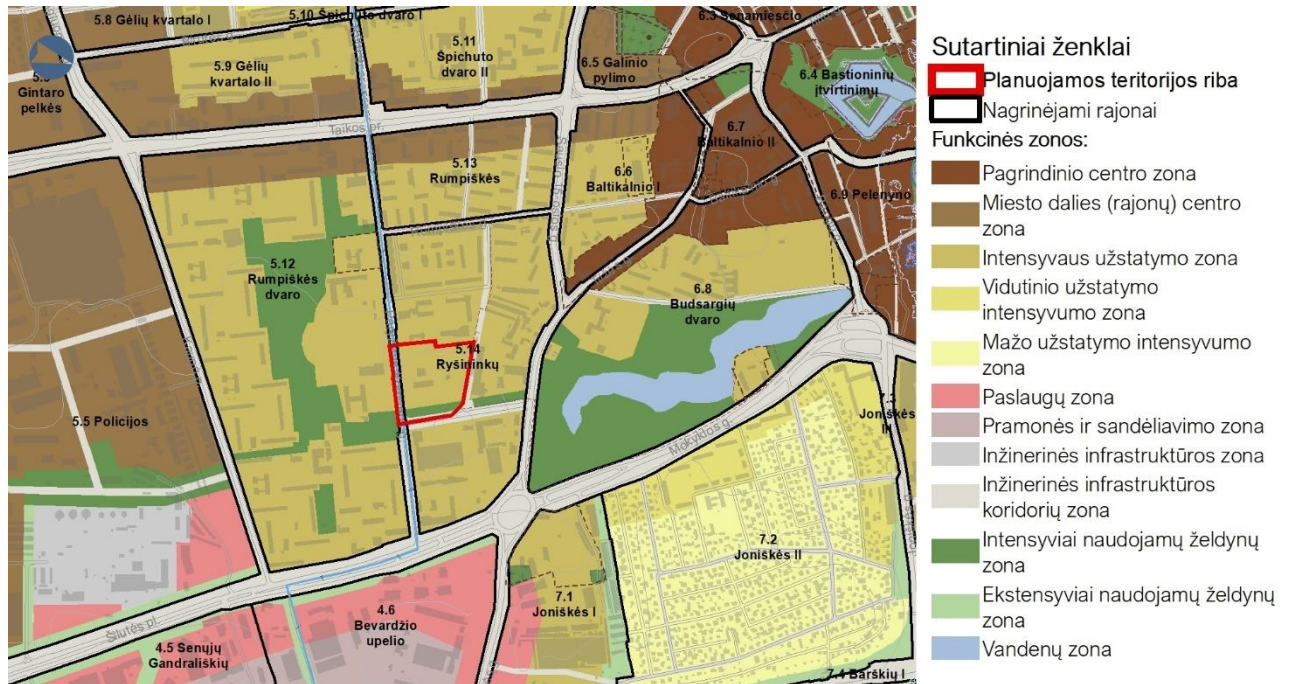 5.8 Gėlių kvartalo I
5.10 Špichuto dvaro I
6.3 Senamiesčio
5.9 Gėlių
kvartalo II
5.11
Špichuto
dvaro II
6.5 Galinio
pylimo
6.4 Bastioninių
įtvirtinimų
Gintaro
pelkės
Taikos pr.
5.13
Rumpiškės
6.6
Baltikalnio I
6.7
Baltikalnio II
6.9 Pelenyno
5.12
Rumpiškės
dvaro
6.8
Budsargių
dvaro
5.14
Ryšininkų
5.5 Policijos
Mokyklos g.
7.3
Joniškės
III
7.2
Joniškės II
7.1
Joniškės I
4.6
Bevardžio
upelio
Šilutės pl.
4.5 Senųjų
Gandrališkių
7.4 Barškių I
Sutartiniai ženklai
Planuojamos teritorijos riba
Nagrinėjami rajonai
Funkcinės zonos:
Pagrindinio centro zona
Miesto dalies (rajonų) centro
zona
Intensyvaus užstatymo zona
Vidutinio užstatymo
intensyvumo zona
Mažo užstatymo intensyvumo
zona
Paslaugų zona
Pramonės ir sandėliavimo zona
Inžinerinės infrastruktūros zona
Inžinerinės infrastruktūros
koridorių zona
Intensyviai naudojamų želdynų
zona
Ekstensyviai naudojamų želdynų
zona
Vandenų zona